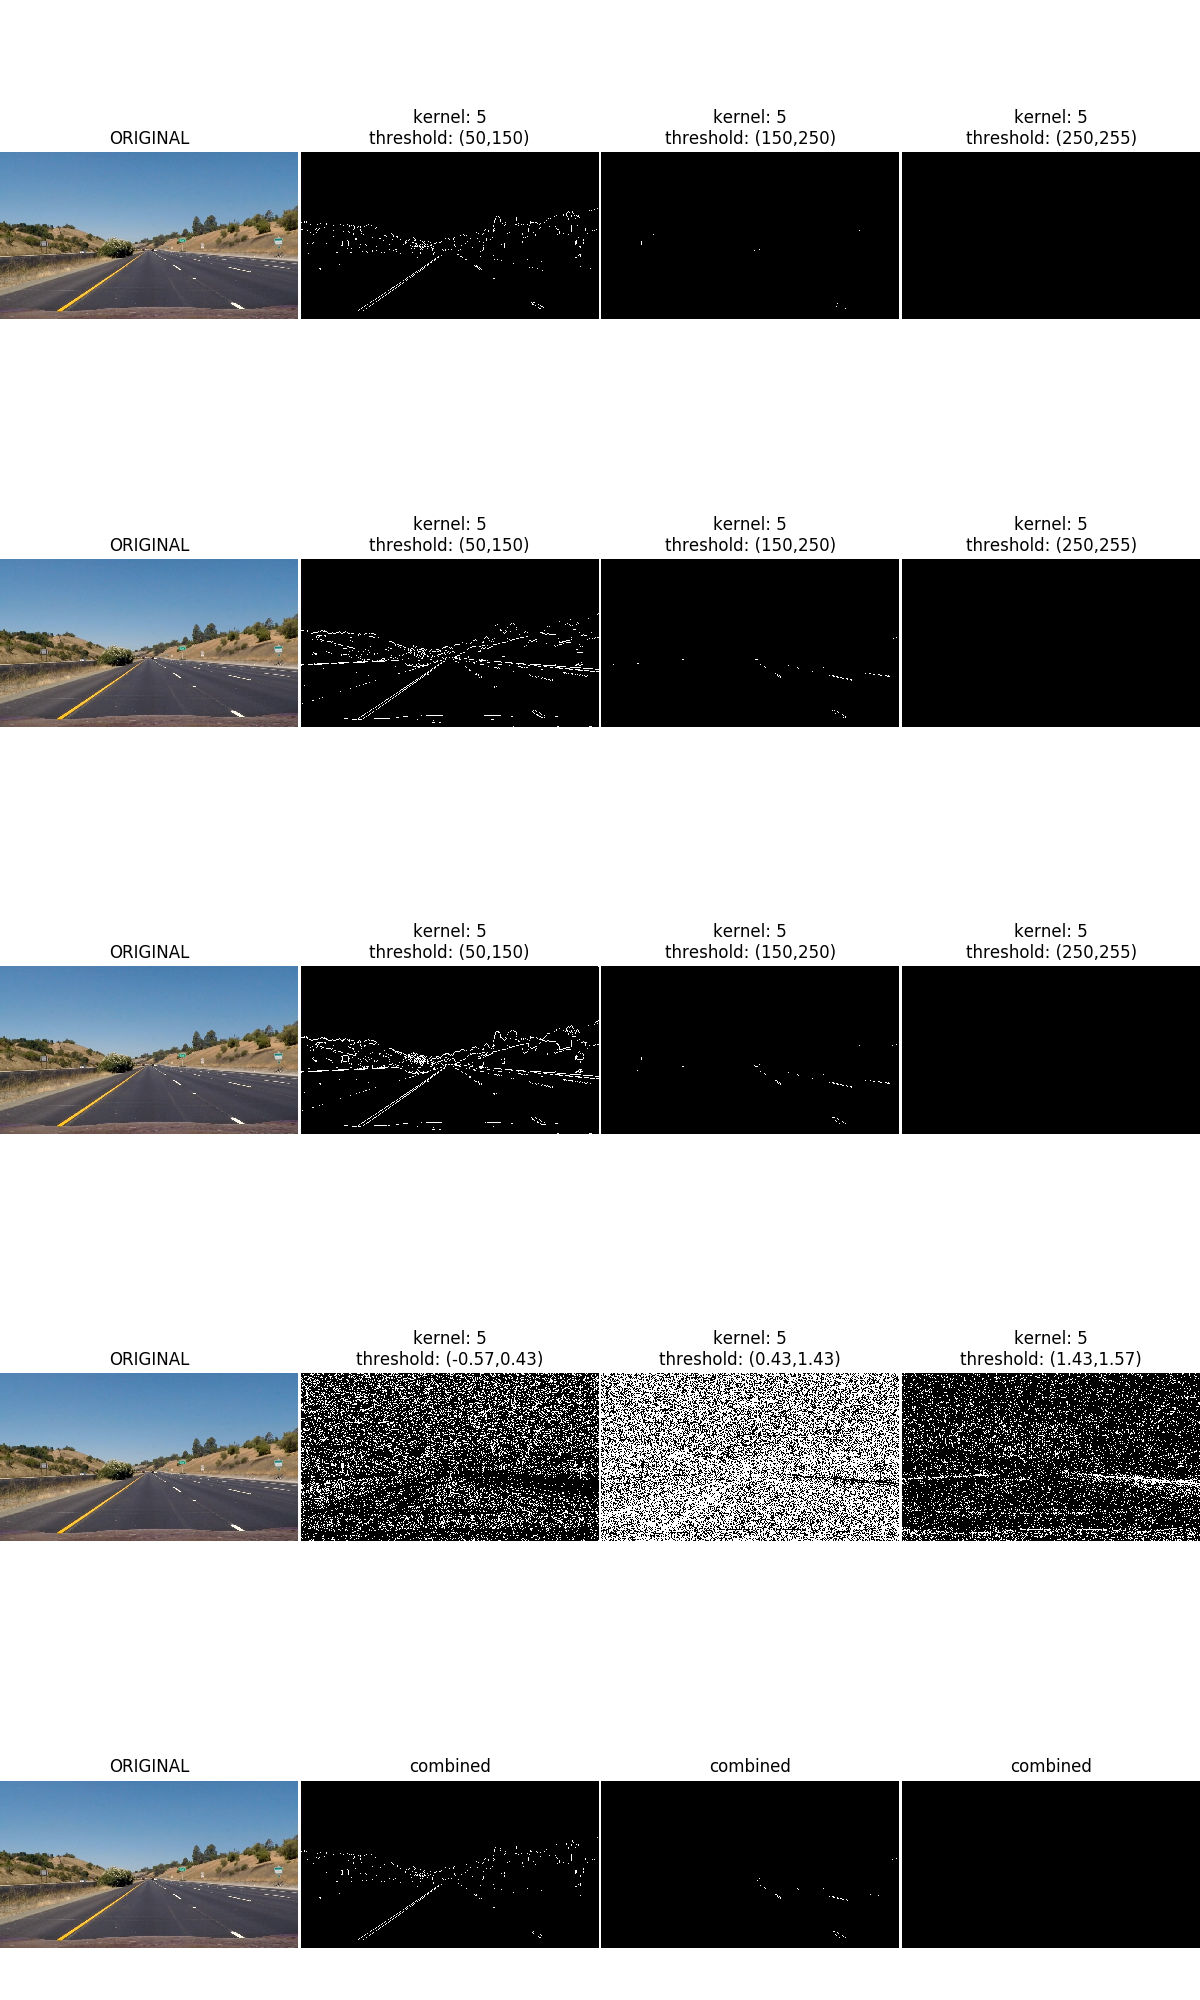 ORIGINAL
kernel: 5
threshold: (50,150)
kernel: 5
threshold: (150,250)
kernel: 5
threshold: (250,255)
ORIGINAL
kernel: 5
threshold: (50,150)
kernel: 5
threshold: (150,250)
kernel: 5
threshold: (250,255)
ORIGINAL
kernel: 5
threshold: (50,150)
kernel: 5
threshold: (150,250)
kernel: 5
threshold: (250,255)
ORIGINAL
kernel: 5
threshold: (-0.57,0.43)
kernel: 5
threshold: (0.43,1.43)
kernel: 5
threshold: (1.43,1.57)
ORIGINAL
combined
combined
combined